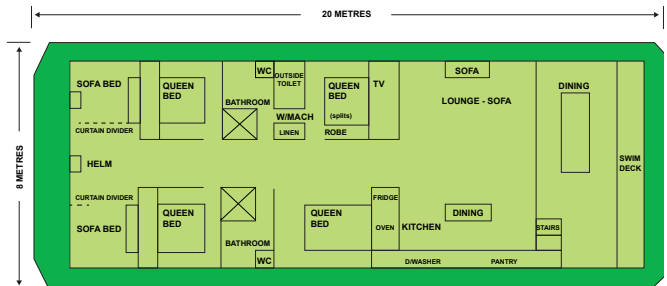 20 METRES
8 METRES
SOFA BED
QUEEN
BED
WC
OUTSIDE
TOILET
BATHROOM
W/MACH
LINEN
QUEEN
BED
(splits)
ROBE
TV
SOFA
LOUNGE - SOFA
DINING
CURTAIN DIVIDER
HELM
SWIM
DECK
CURTAIN DIVIDER
SOFA BED
QUEEN
BED
BATHROOM
WC
QUEEN
BED
FRIDGE
OVEN
KITCHEN
DINING
STAIRS
D/WASHER
PANTRY